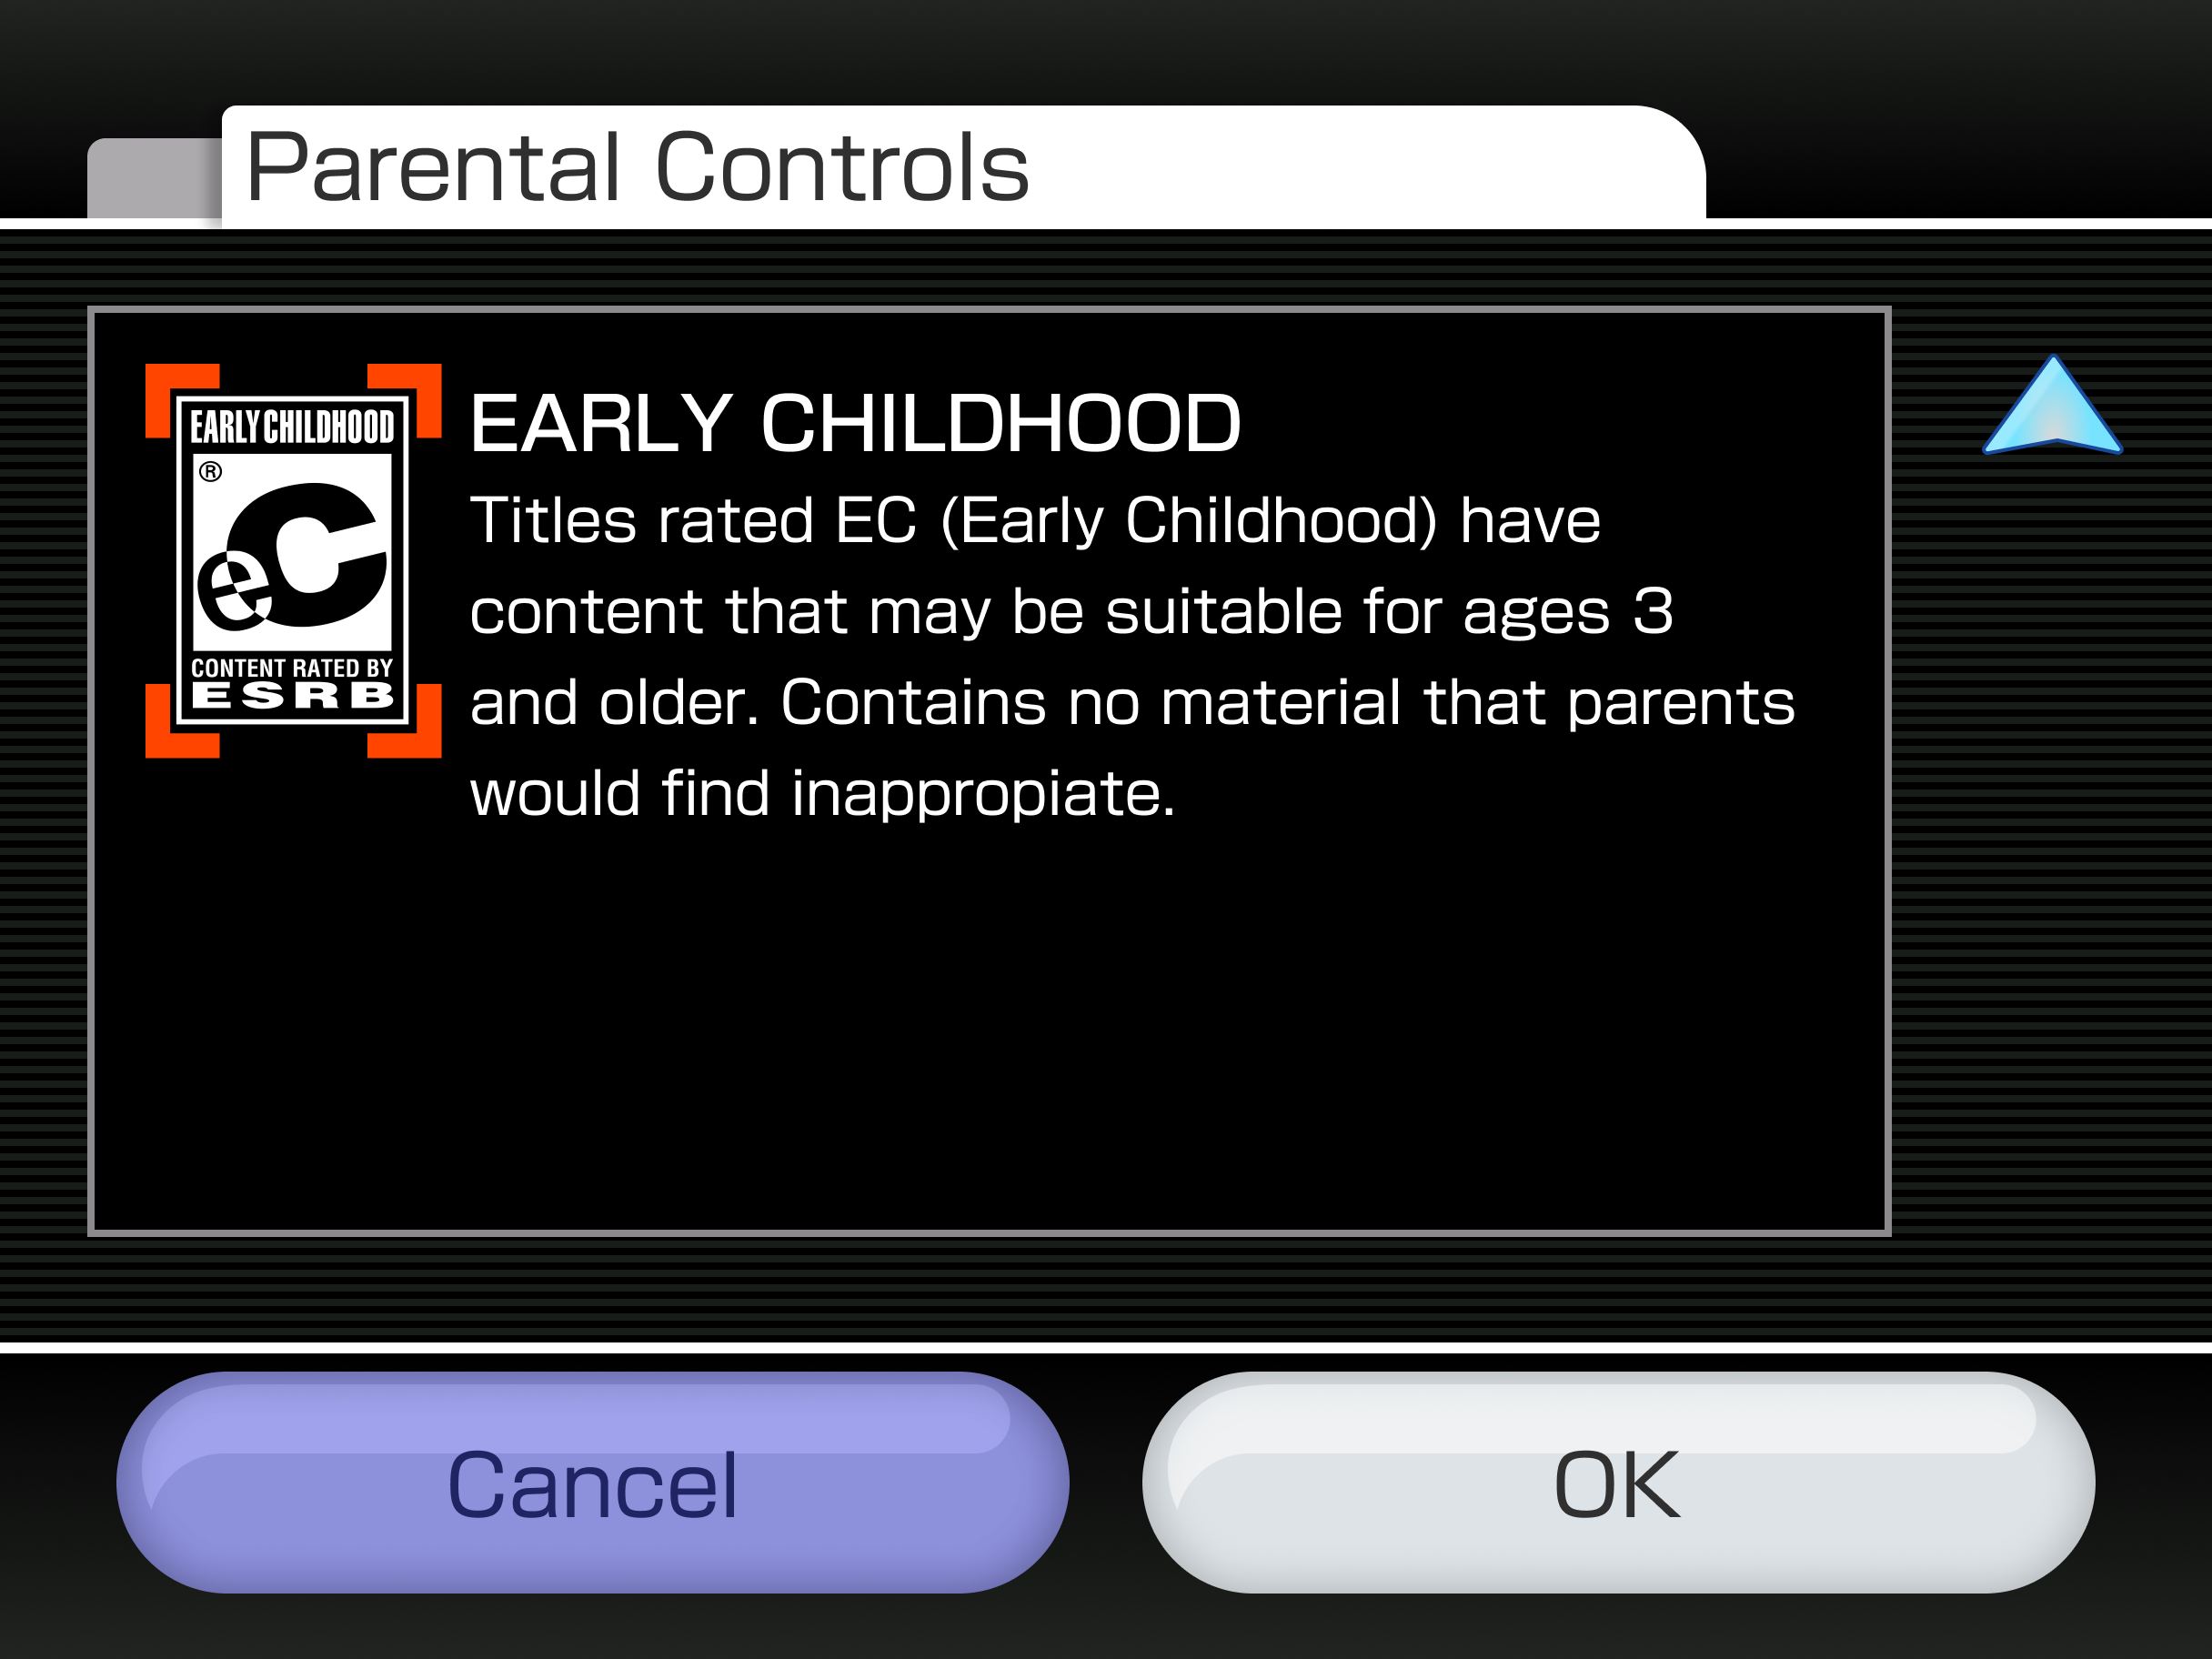 Parental Controls
EARLY CHILDHOOD
®
eC
CONTENT RATED BY
ESRB
EARLY CHILDHOOD
Titles rated EC (Early Childhood) have
content that may be suitable for ages 3
and older. Contains no material that parents
would find inappropiate.
Cancel
OK